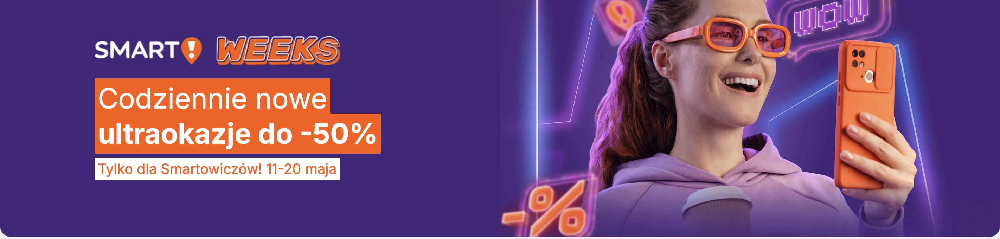 SMART! WEEKS
Codziennie nowe
ultraokazje do -50%
Tylko dla Smartowiczów! 11-20 maja
!
WOW
-%